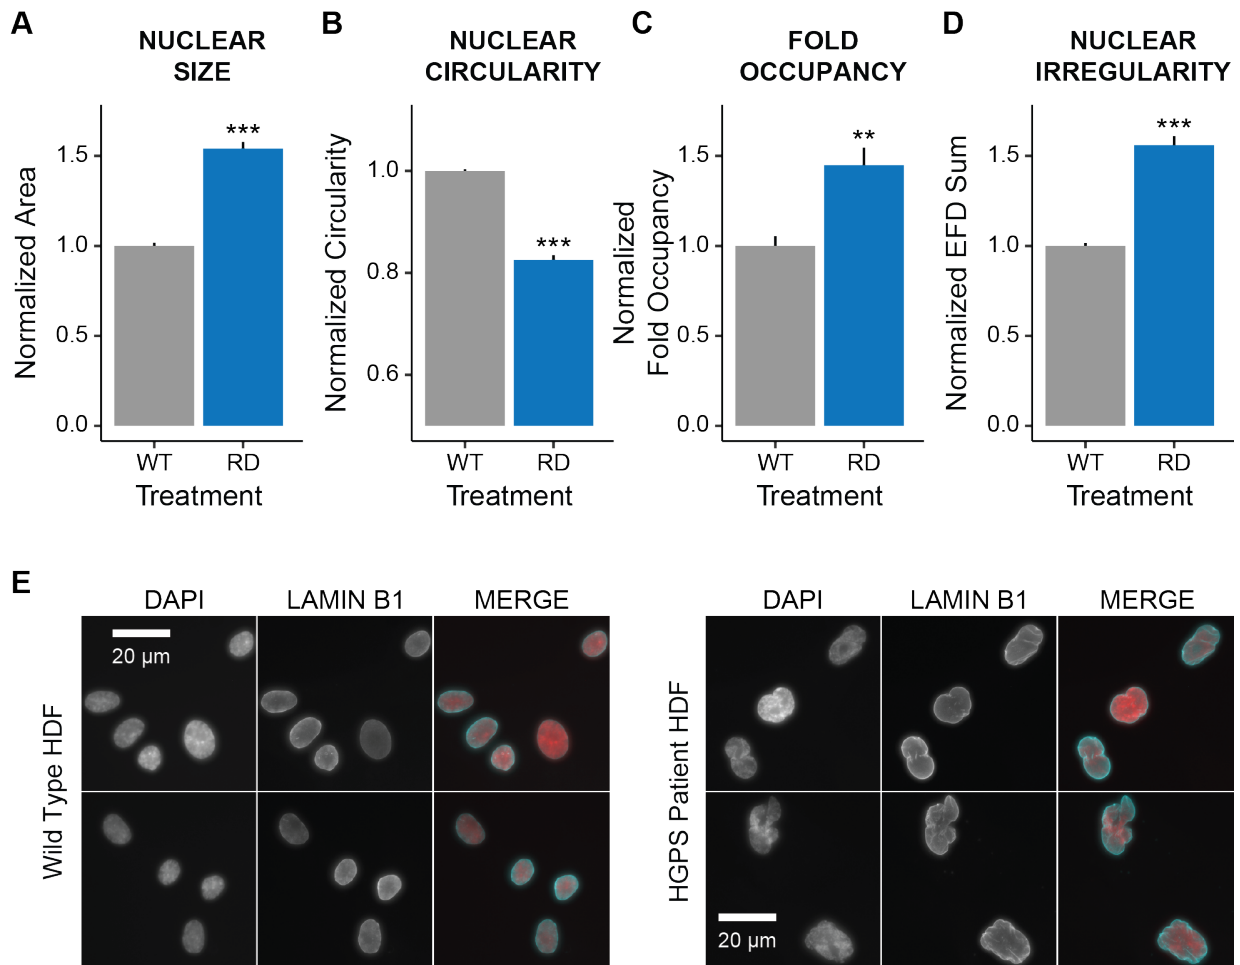 A
NUCLEAR
SIZE
Normalized Area
1.5
1.0
0.5
0.0
***
WT RD
Treatment
B
NUCLEAR
CIRCULARITY
Normalized Circularity
1.0
0.8
0.6
***
WT RD
Treatment
C
FOLD
OCCUPANCY
Normalized
Fold Occupancy
1.5
1.0
0.5
0.0
**
WT RD
Treatment
D
NUCLEAR
IRREGULARITY
Normalized EFD Sum
1.5
1.0
0.5
0.0
***
WT RD
Treatment
E
DAPI LAMIN B1 MERGE
Wild Type HDF
20 µm
DAPI LAMIN B1 MERGE
HGPS Patient HDF
20 µm